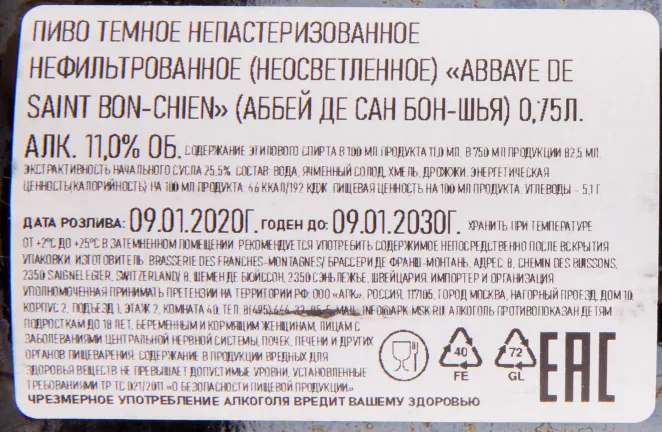 ПИВО ТЕМНОЕ НЕПАСТЕРИЗОВАННОЕ
НЕФИЛЬТРОВАННОЕ (НЕОСВЕТЛЕННОЕ) «ABBAYE DE
SAINT BON-CHIEN» (АББЕЙ ДЕ САН БОН-ШЬЯ) 0,75Л.
АЛК. 11,0% ОБ. СОДЕРЖАНИЕ ЭТИЛОВОГО СПИРТА В 100 МЛ ПРОДУКТА 11,0 МЛ, В 750 МЛ ПРОДУКЦИИ 82,5 МЛ.
ЭКСТРАКТИВНОСТЬ НАЧАЛЬНОГО СУСЛА 25,5%. СОСТАВ: ВОДА, ЯЧМЕННЫЙ СОЛОД, ХМЕЛЬ, ДРОЖЖИ. ЭНЕРГЕТИЧЕСКАЯ
ЦЕННОСТЬ(КАЛОРИЙНОСТЬ) НА 100 МЛ ПРОДУКТА: 46 ККАЛ/192 КДЖ. ПИЩЕВАЯ ЦЕННОСТЬ НА 100 МЛ ПРОДУКТА: УГЛЕВОДЫ - 5,1 Г.
ДАТА РОЗЛИВА: 09.01.2020Г. ГОДЕН ДО: 09.01.2030Г. ХРАНИТЬ ПРИ ТЕМПЕРАТУРЕ
ОТ +2°С ДО +25°С В ЗАТЕМНЕННОМ ПОМЕЩЕНИИ. РЕКОМЕНДУЕТСЯ УПОТРЕБИТЬ СОДЕРЖИМОЕ НЕПОСРЕДСТВЕННО ПОСЛЕ ВСКРЫТИЯ
УПАКОВКИ. ИЗГОТОВИТЕЛЬ: BRASSERIE DES FRANCHES-MONTAGNES/ БРАССЕРИ ДЕ ФРАНШ-МОНТАНЬ, АДРЕС: 8, CHEMIN DES BUISSONS,
2350 SAIGNELEGIER, SWITZERLAND/ 8, ШЕМЕН ДЕ БЮИССОН, 2350 СЭНЬЛЕЖЬЕ, ШВЕЙЦАРИЯ. ИМПОРТЕР И ОРГАНИЗАЦИЯ
УПОЛНОМОЧЕННАЯ ПРИНИМАТЬ ПРЕТЕНЗИИ НА ТЕРРИТОРИИ РФ: ООО «АПК», РОССИЯ, 117105, ГОРОД МОСКВА, НАГОРНЫЙ ПРОЕЗД, ДОМ 10
КОРПУС 2, ПОДЪЕЗД 1, ЭТАЖ 2, КОМНАТА 40, ТЕЛ. 8(495) E-MAIL: INFO@APK-MSK.RU АЛКОГОЛЬ ПРОТИВОПОКАЗАН ДЕТЯМ
ПОДРОСТКАМ ДО 18 ЛЕТ, БЕРЕМЕННЫМ И КОРМЯЩИМ ЖЕНЩИНАМ, ЛИЦАМ С
ЗАБОЛЕВАНИЯМИ ЦЕНТРАЛЬНОЙ НЕРВНОЙ СИСТЕМЫ, ПОЧЕК, ПЕЧЕНИ И ДРУГИХ
ОРГАНОВ ПИЩЕВАРЕНИЯ. СОДЕРЖАНИЕ В ПРОДУКЦИИ ВРЕДНЫХ ДЛЯ
ЗДОРОВЬЯ ВЕЩЕСТВ НЕ ПРЕВЫШАЕТ ДОПУСТИМЫЕ УРОВНИ, УСТАНОВЛЕННЫЕ
ТРЕБОВАНИЯМИ ТР ТС 021/2011 «О БЕЗОПАСНОСТИ ПИЩЕВОЙ ПРОДУКЦИИ»
40
FE
72
GL
EAC
ЧРЕЗМЕРНОЕ УПОТРЕБЛЕНИЕ АЛКОГОЛЯ ВРЕДИТ ВАШЕМУ ЗДОРОВЬЮ